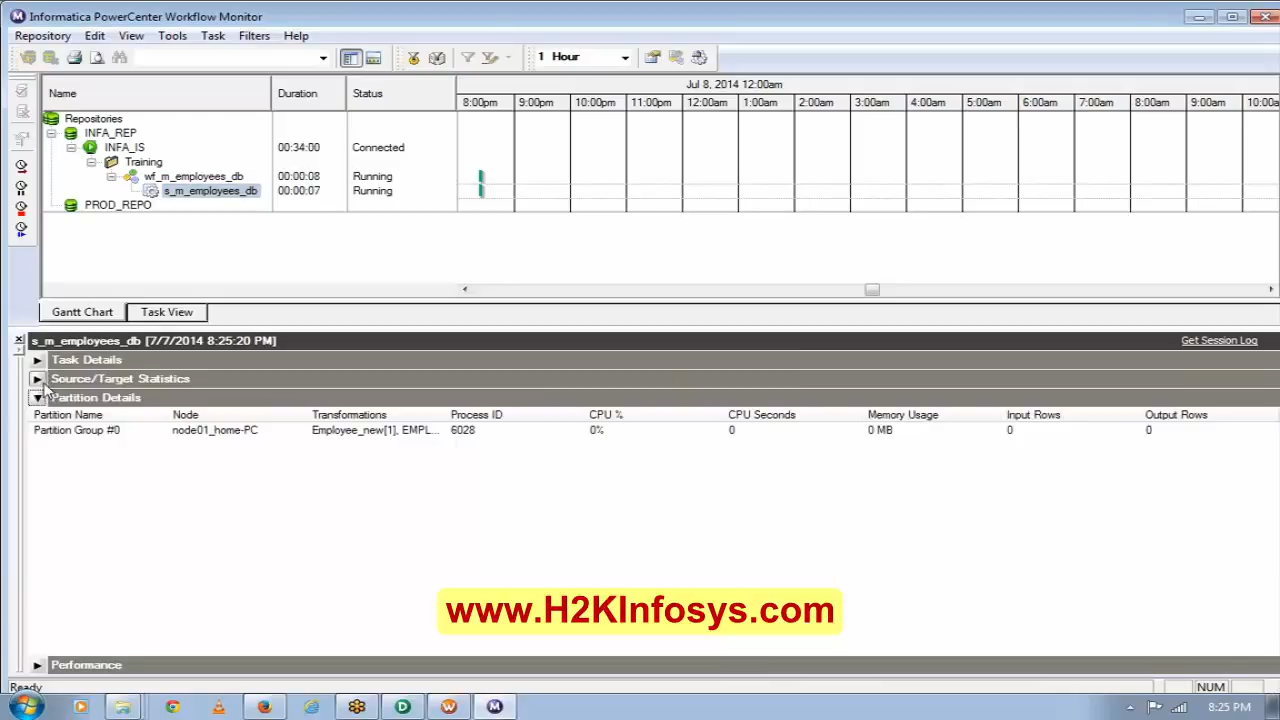 Informatica PowerCenter Workflow Monitor
Repository Edit View Tools Task Filters Help
1 Hour
Name Duration Status
Jul 8, 2014 12:00am
8:00pm 9:00pm 10:00pm 11:00pm 12:00am 1:00am 2:00am 3:00am 4:00am 5:00am 6:00am 7:00am 8:00am 9:00am 10:00a
Repositories
INFA_REP
INFA_IS 00:34:00 Connected
Training
wf_m_employees_db 00:00:08 Running
s_m_employees_db 00:00:07 Running
PROD_REPO
Gantt Chart Task View
s_m_employees_db [7/7/2014 8:25:20 PM] Get Session Log
Task Details
Source/Target Statistics
Partition Details
Partition Name Node Transformations Process ID CPU % CPU Seconds Memory Usage Input Rows Output Rows
Partition Group #0 node01_home-PC Employee_new[1], EMPL... 6028 0% 0 0 MB 0 0
www.H2KInfosys.com
Performance
Ready NUM
8:25 PM